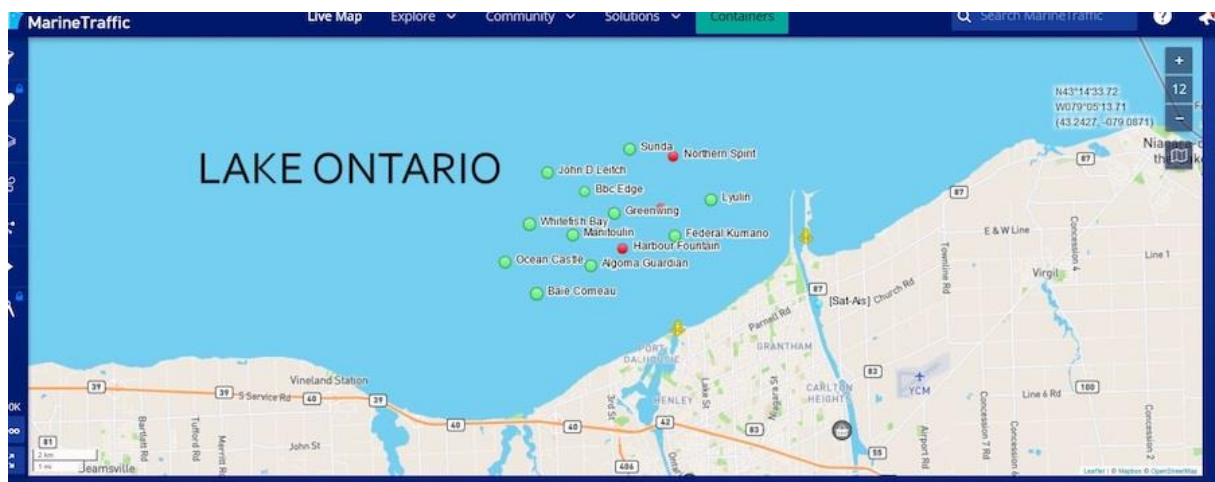 MarineTraffic
Live Map
Explore
Community
Solutions
Containers
Search MarineTraffic
?
+
12
−
N43°14'33.72
W079°05'13.71
(43.2427, -079.0871)
LAKE ONTARIO
Sunda
Northern Spirit
John D Leitch
Bbc Edge
Lyulin
Greenwing
Whitefish Bay
Manitoulin
Federal Kumano
Harbour Fountain
Ocean Castle
Algoma Guardian
Baie Comeau
87
87
E & W Line
Concession 4
Line 1
Townline Rd
Virgil
87
[Sat-Ais]
Church Rd
Parnell Rd
PORT
DALHOUSIE
GRANTHAM
Vineland Station
39
39
S Service Rd
40
39
3rd St
HENLEY
Lake St
Niagara St
CARLTON
HEIGHTS
82
YCM
Line 6 Rd
100
40
40
42
83
81
Bartlett Rd
Tufford Rd
Merritt Rd
John St
Airport Rd
Concession 7 Rd
Concession 2
55
406
2 km
1 mi
Beamsville
Leaflet | © Mapbox © OpenStreetMap